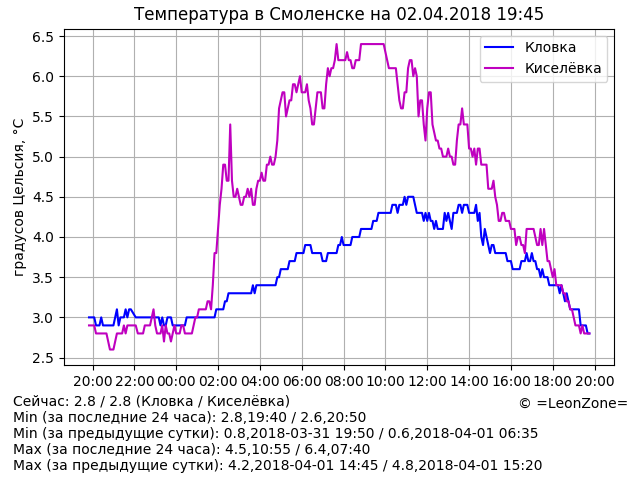 Температура в Смоленске на 02.04.2018 19:45
Кловка
Киселёвка
градусов Цельсия, °C
6.5
6.0
5.5
5.0
4.5
4.0
3.5
3.0
2.5
20:00 22:00 00:00 02:00 04:00 06:00 08:00 10:00 12:00 14:00 16:00 18:00 20:00
Сейчас: 2.8 / 2.8 (Кловка / Киселёвка)
© =LeonZone=
Min (за последние 24 часа): 2.8,19:40 / 2.6,20:50
Min (за предыдущие сутки): 0.8,2018-03-31 19:50 / 0.6,2018-04-01 06:35
Max (за последние 24 часа): 4.5,10:55 / 6.4,07:40
Max (за предыдущие сутки): 4.2,2018-04-01 14:45 / 4.8,2018-04-01 15:20